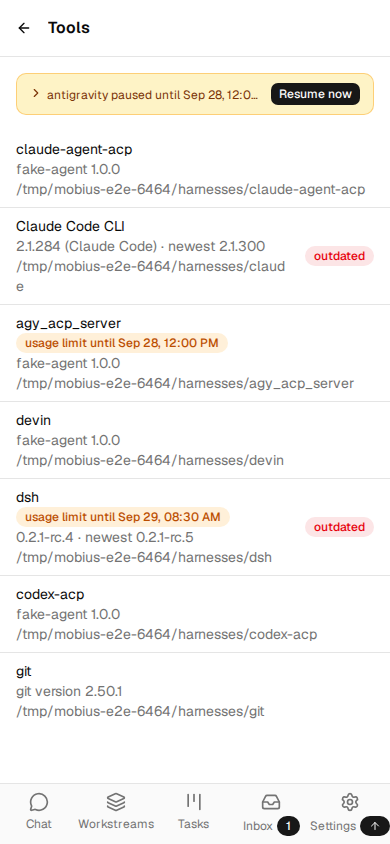 Tools
antigravity paused until Sep 28, 12:0...
Resume now
claude-agent-acp
fake-agent 1.0.0
/tmp/mobius-e2e-6464/harnesses/claude-agent-acp
Claude Code CLI
2.1.284 (Claude Code) · newest 2.1.300
/tmp/mobius-e2e-6464/harnesses/claud
e
outdated
agy_acp_server
usage limit until Sep 28, 12:00 PM
fake-agent 1.0.0
/tmp/mobius-e2e-6464/harnesses/agy_acp_server
devin
fake-agent 1.0.0
/tmp/mobius-e2e-6464/harnesses/devin
dsh
usage limit until Sep 29, 08:30 AM
0.2.1-rc.4 · newest 0.2.1-rc.5
/tmp/mobius-e2e-6464/harnesses/dsh
outdated
codex-acp
fake-agent 1.0.0
/tmp/mobius-e2e-6464/harnesses/codex-acp
git
git version 2.50.1
/tmp/mobius-e2e-6464/harnesses/git
Chat
Workstreams
Tasks
Inbox 1
Settings